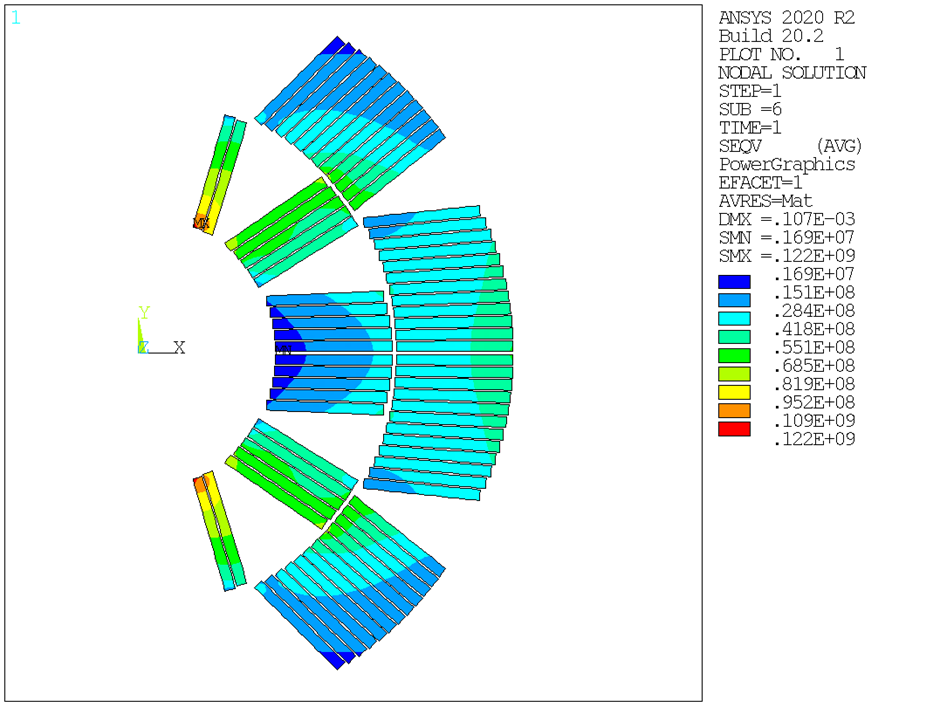 1
ANSYS 2020 R2
Build 20.2
PLOT NO. 1
NODAL SOLUTION
STEP=1
SUB =6
TIME=1
SEQV (AVG)
PowerGraphics
EFACET=1
AVRES=Mat
DMX =.107E-03
SMN =.169E+07
SMX =.122E+09
.169E+07
.151E+08
.284E+08
.418E+08
.551E+08
.685E+08
.819E+08
.952E+08
.109E+09
.122E+09
MX
Y
Z X
MN